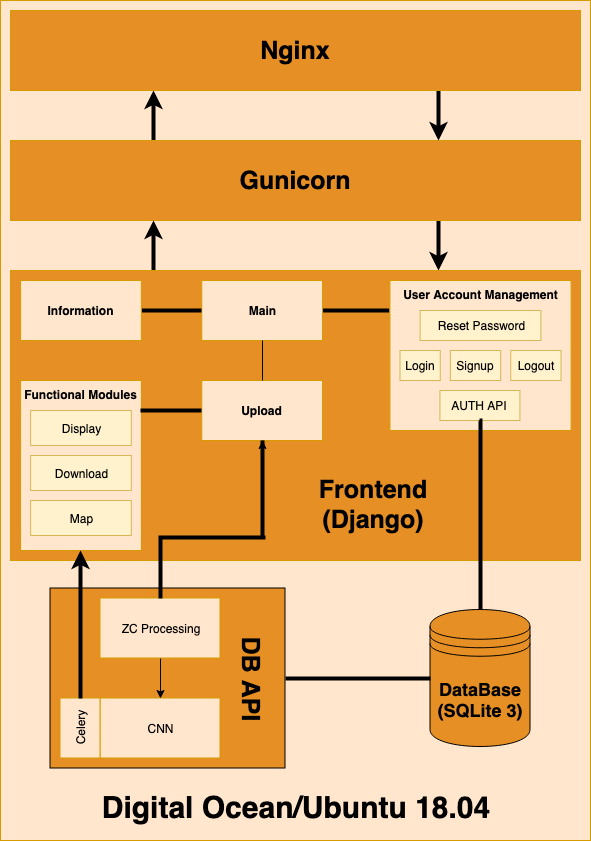 Nginx
Gunicorn
Information
Main
User Account Management
Reset Password
Login
Signup
Logout
AUTH API
Functional Modules
Display
Download
Map
Upload
Frontend
(Django)
ZC Processing
DB API
Celery
CNN
DataBase
(SQLite 3)
Digital Ocean/Ubuntu 18.04